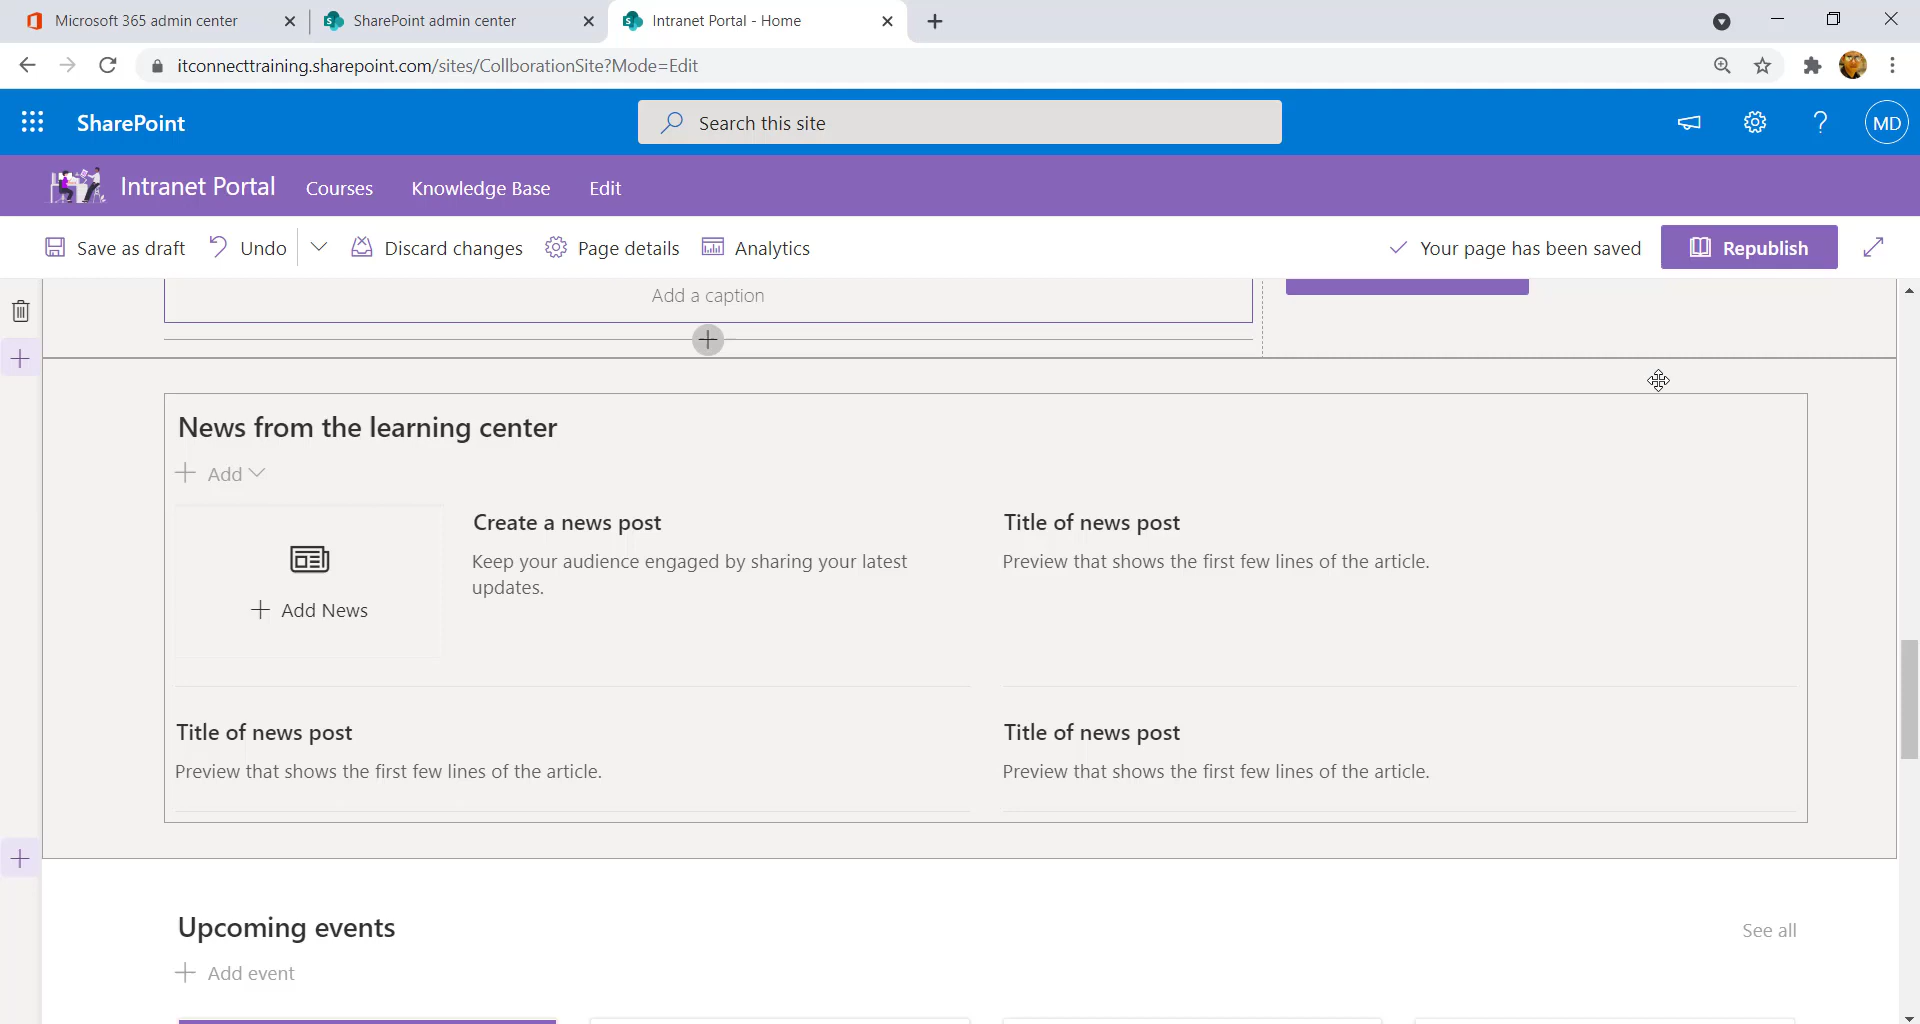 Microsoft 365 admin center
SharePoint admin center
Intranet Portal - Home
itconnecttraining.sharepoint.com/sites/CollborationSite?Mode=Edit
SharePoint
Search this site
MD
Intranet Portal
Courses
Knowledge Base
Edit
Save as draft
Undo
Discard changes
Page details
Analytics
Your page has been saved
Republish
Add a caption
News from the learning center
Add
Add News
Create a news post
Keep your audience engaged by sharing your latest
updates.
Title of news post
Preview that shows the first few lines of the article.
Title of news post
Preview that shows the first few lines of the article.
Title of news post
Preview that shows the first few lines of the article.
Upcoming events
See all
Add event